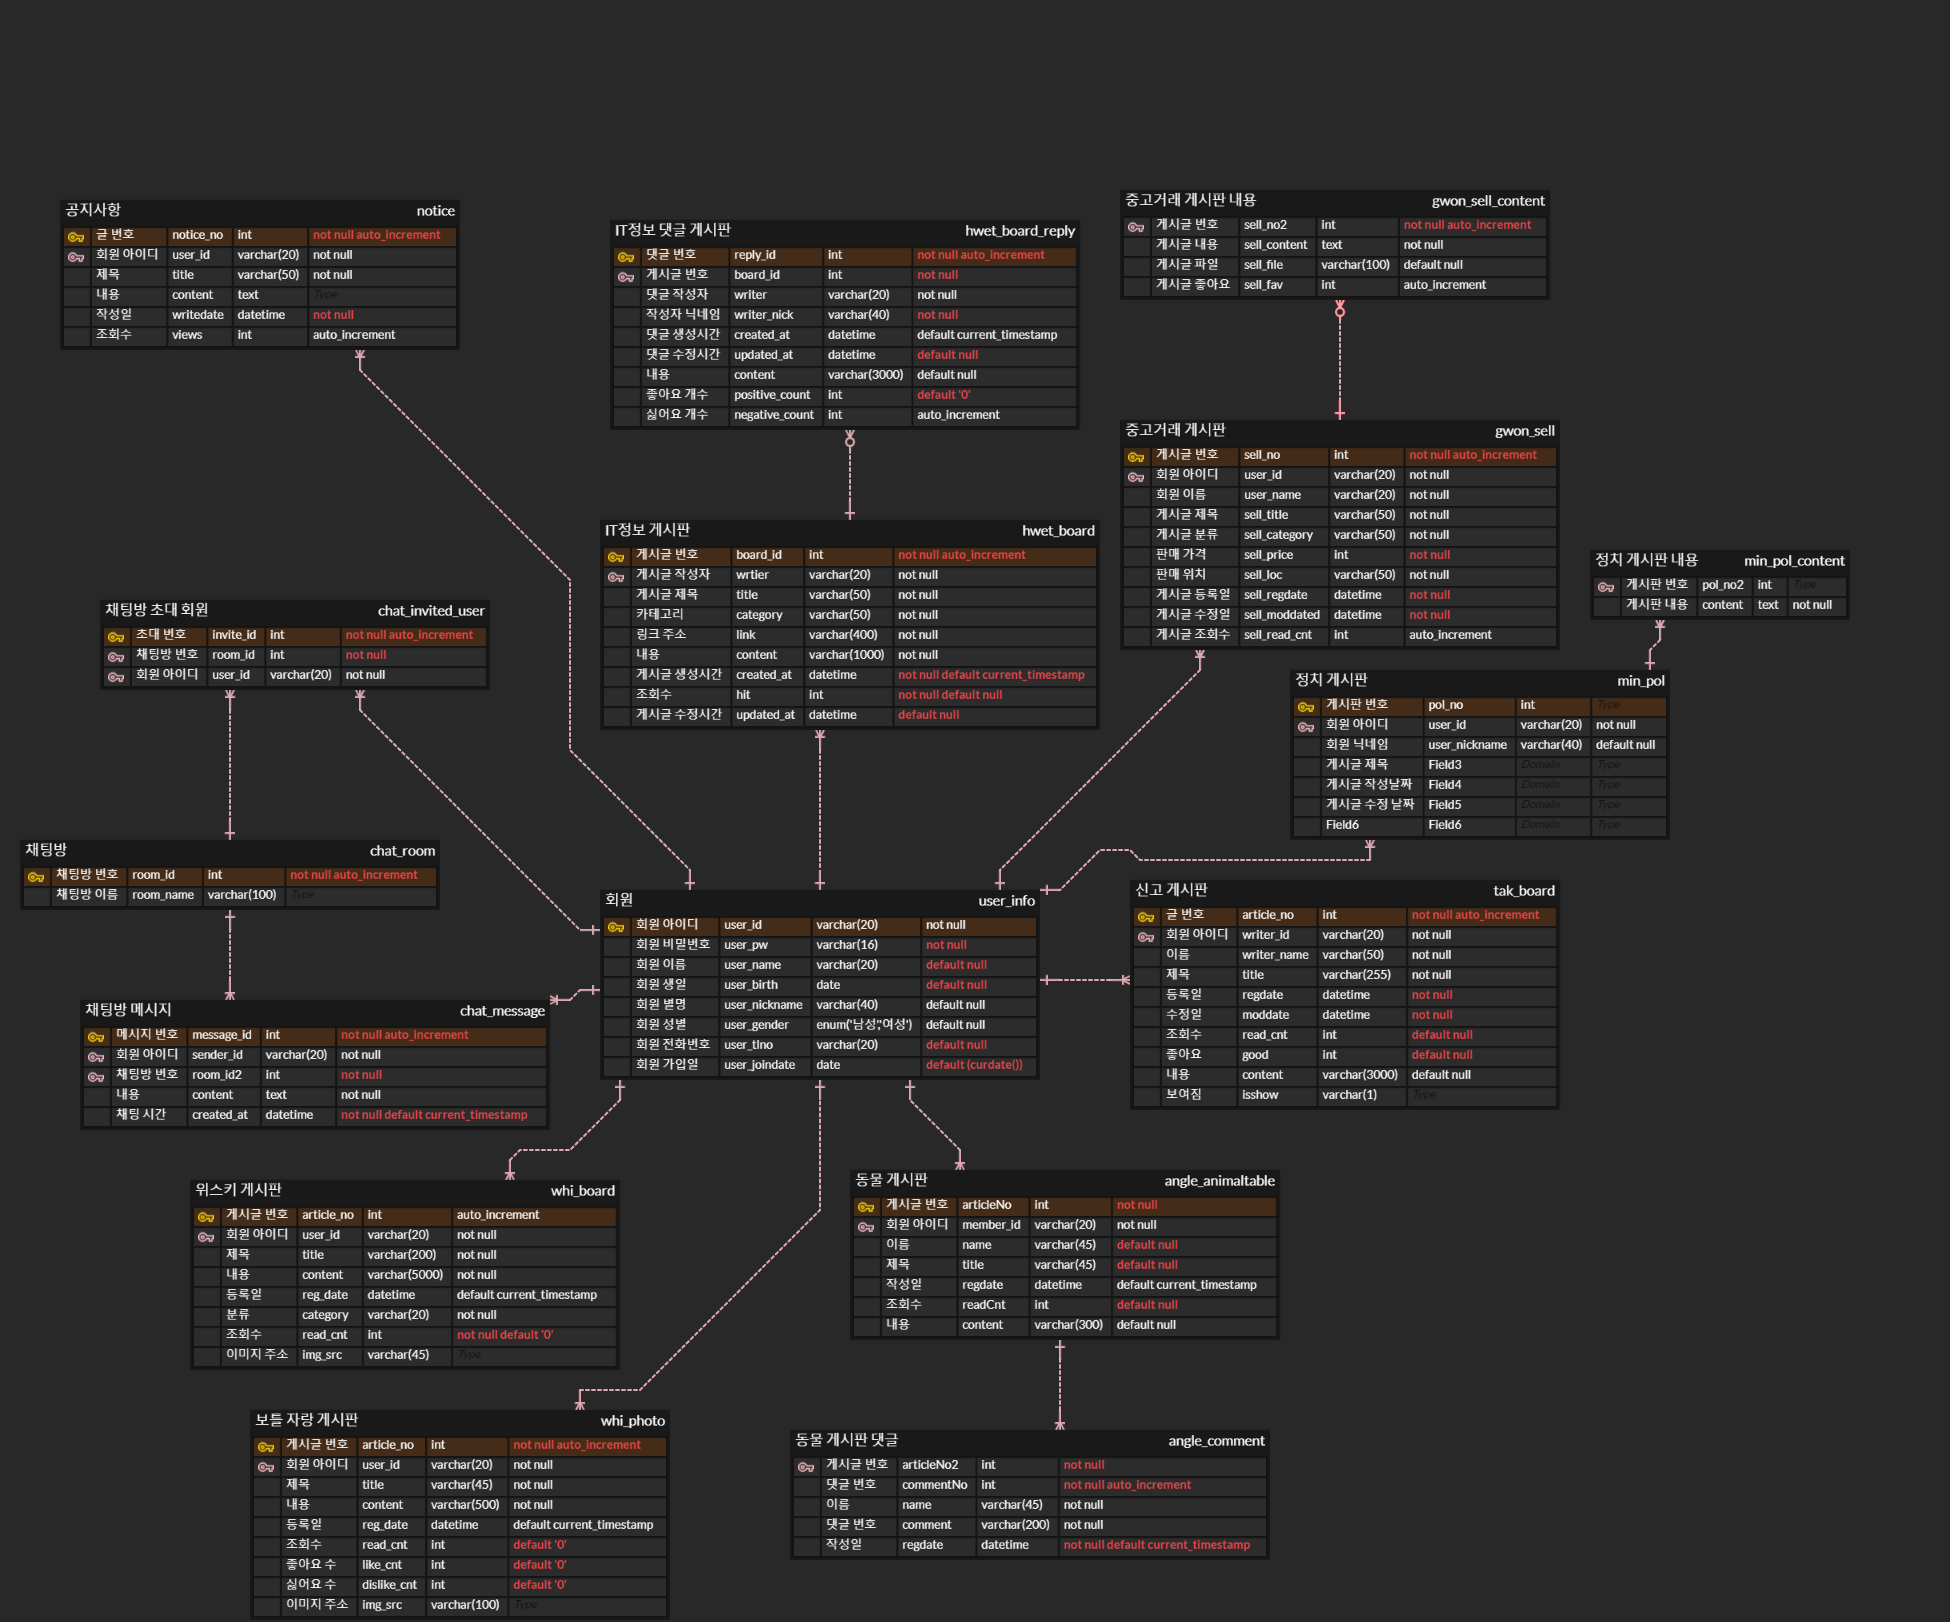 공지사항 notice
글 번호 notice_no int not null auto_increment
회원 아이디 user_id varchar(20) not null
제목 title varchar(50) not null
내용 content text Type
작성일 writedate datetime not null
조회수 views int auto_increment
IT정보 댓글 게시판 hwet_board_reply
댓글 번호 reply_id int not null auto_increment
게시글 번호 board_id int not null
댓글 작성자 writer varchar(20) not null
작성자 닉네임 writer_nick varchar(40) not null
댓글 생성시간 created_at datetime default current_timestamp
댓글 수정시간 updated_at datetime default null
내용 content varchar(3000) default null
좋아요 개수 positive_count int default '0'
싫어요 개수 negative_count int auto_increment
중고거래 게시판 내용 gwon_sell_content
게시글 번호 sell_no2 int not null auto_increment
게시글 내용 sell_content text not null
게시글 파일 sell_file varchar(100) default null
게시글 좋아요 sell_fav int auto_increment
중고거래 게시판 gwon_sell
게시글 번호 sell_no int not null auto_increment
회원 아이디 user_id varchar(20) not null
회원 이름 user_name varchar(20) not null
게시글 제목 sell_title varchar(50) not null
게시글 분류 sell_category varchar(50) not null
판매 가격 sell_price int not null
판매 위치 sell_loc varchar(50) not null
게시글 등록일 sell_regdate datetime not null
게시글 수정일 sell_moddated datetime not null
게시글 조회수 sell_read_cnt int auto_increment
IT정보 게시판 hwet_board
게시글 번호 board_id int not null auto_increment
게시글 작성자 wrtier varchar(20) not null
게시글 제목 title varchar(50) not null
카테고리 category varchar(50) not null
링크 주소 link varchar(400) not null
내용 content varchar(1000) not null
게시글 생성시간 created_at datetime not null default current_timestamp
조회수 hit int not null default null
게시글 수정시간 updated_at datetime default null
정치 게시판 내용 min_pol_content
게시판 번호 pol_no2 int Type
게시판 내용 content text not null
채팅방 초대 회원 chat_invited_user
초대 번호 invite_id int not null auto_increment
채팅방 번호 room_id int not null
회원 아이디 user_id varchar(20) not null
정치 게시판 min_pol
게시판 번호 pol_no int Type
회원 아이디 user_id varchar(20) not null
회원 닉네임 user_nickname varchar(40) default null
게시글 제목 Field3 Domain Type
게시글 작성날짜 Field4 Domain Type
게시글 수정 날짜 Field5 Domain Type
Field6 Field6 Domain Type
채팅방 chat_room
채팅방 번호 room_id int not null auto_increment
채팅방 이름 room_name varchar(100) Type
회원 user_info
회원 아이디 user_id varchar(20) not null
회원 비밀번호 user_pw varchar(16) not null
회원 이름 user_name varchar(20) default null
회원 생일 user_birth date default null
회원 별명 user_nickname varchar(40) default null
회원 성별 user_gender enum('남성','여성') default null
회원 전화번호 user_tlno varchar(20) default null
회원 가입일 user_joindate date default (curdate())
신고 게시판 tak_board
글 번호 article_no int not null auto_increment
회원 아이디 writer_id varchar(20) not null
이름 writer_name varchar(50) not null
제목 title varchar(255) not null
등록일 regdate datetime not null
수정일 moddate datetime not null
조회수 read_cnt int default null
좋아요 good int default null
내용 content varchar(3000) default null
보여짐 isshow varchar(1) Type
채팅방 메시지 chat_message
메시지 번호 message_id int not null auto_increment
회원 아이디 sender_id varchar(20) not null
채팅방 번호 room_id2 int not null
내용 content text not null
채팅 시간 created_at datetime not null default current_timestamp
위스키 게시판 whi_board
게시글 번호 article_no int auto_increment
회원 아이디 user_id varchar(20) not null
제목 title varchar(200) not null
내용 content varchar(5000) not null
등록일 reg_date datetime default current_timestamp
분류 category varchar(20) not null
조회수 read_cnt int not null default '0'
이미지 주소 img_src varchar(45) Type
동물 게시판 angle_animaltable
게시글 번호 articleNo int not null
회원 아이디 member_id varchar(20) not null
이름 name varchar(45) default null
제목 title varchar(45) default null
작성일 regdate datetime default current_timestamp
조회수 readCnt int default null
내용 content varchar(300) default null
보틀 자랑 게시판 whi_photo
게시글 번호 article_no int not null auto_increment
회원 아이디 user_id varchar(20) not null
제목 title varchar(45) not null
내용 content varchar(500) not null
등록일 reg_date datetime default current_timestamp
조회수 read_cnt int default '0'
좋아요 수 like_cnt int default '0'
싫어요 수 dislike_cnt int default '0'
이미지 주소 img_src varchar(100) Type
동물 게시판 댓글 angle_comment
게시글 번호 articleNo2 int not null
댓글 번호 commentNo int not null auto_increment
이름 name varchar(45) not null
댓글 번호 comment varchar(200) not null
작성일 regdate datetime not null default current_timestamp